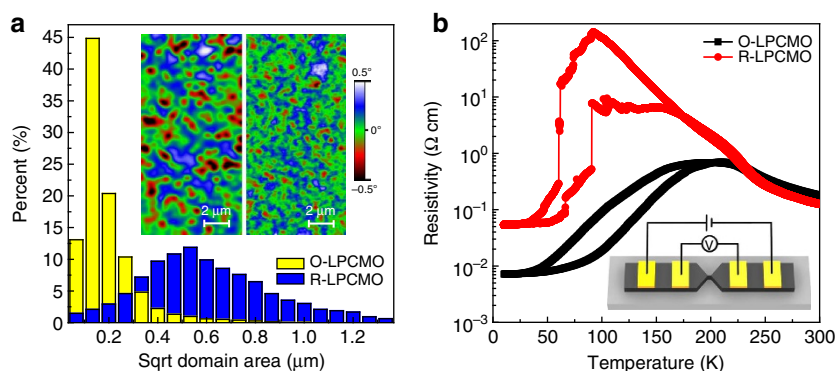 a
45
40
35
30
25
20
15
10
5
0
Percent (%)
0.2 0.4 0.6 0.8 1.0 1.2
Sqrt domain area (μm)
2 μm
2 μm
0.5°
0°
−0.5°
O-LPCMO
R-LPCMO
b
10²
10¹
10⁰
10⁻¹
10⁻²
10⁻³
Resistivity (Ω cm)
0 50 75 100 150 200 250 300
Temperature (K)
O-LPCMO
R-LPCMO
V